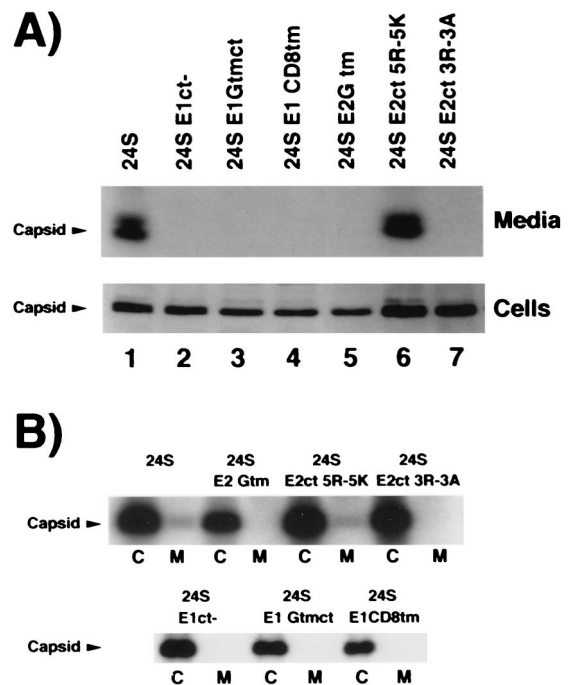 A)
24S
24S E1ct-
24S E1Gtmct
24S E1 CD8tm
24S E2G tm
24S E2ct 5R-5K
24S E2ct 3R-3A
Capsid ►
Media
Capsid ►
Cells
1 2 3 4 5 6 7
B)
24S 24S 24S 24S
E2 Gtm E2ct 5R-5K E2ct 3R-3A
Capsid ►
C M C M C M C M
24S 24S 24S
E1ct- E1 Gtmct E1CD8tm
Capsid ►
C M C M C M